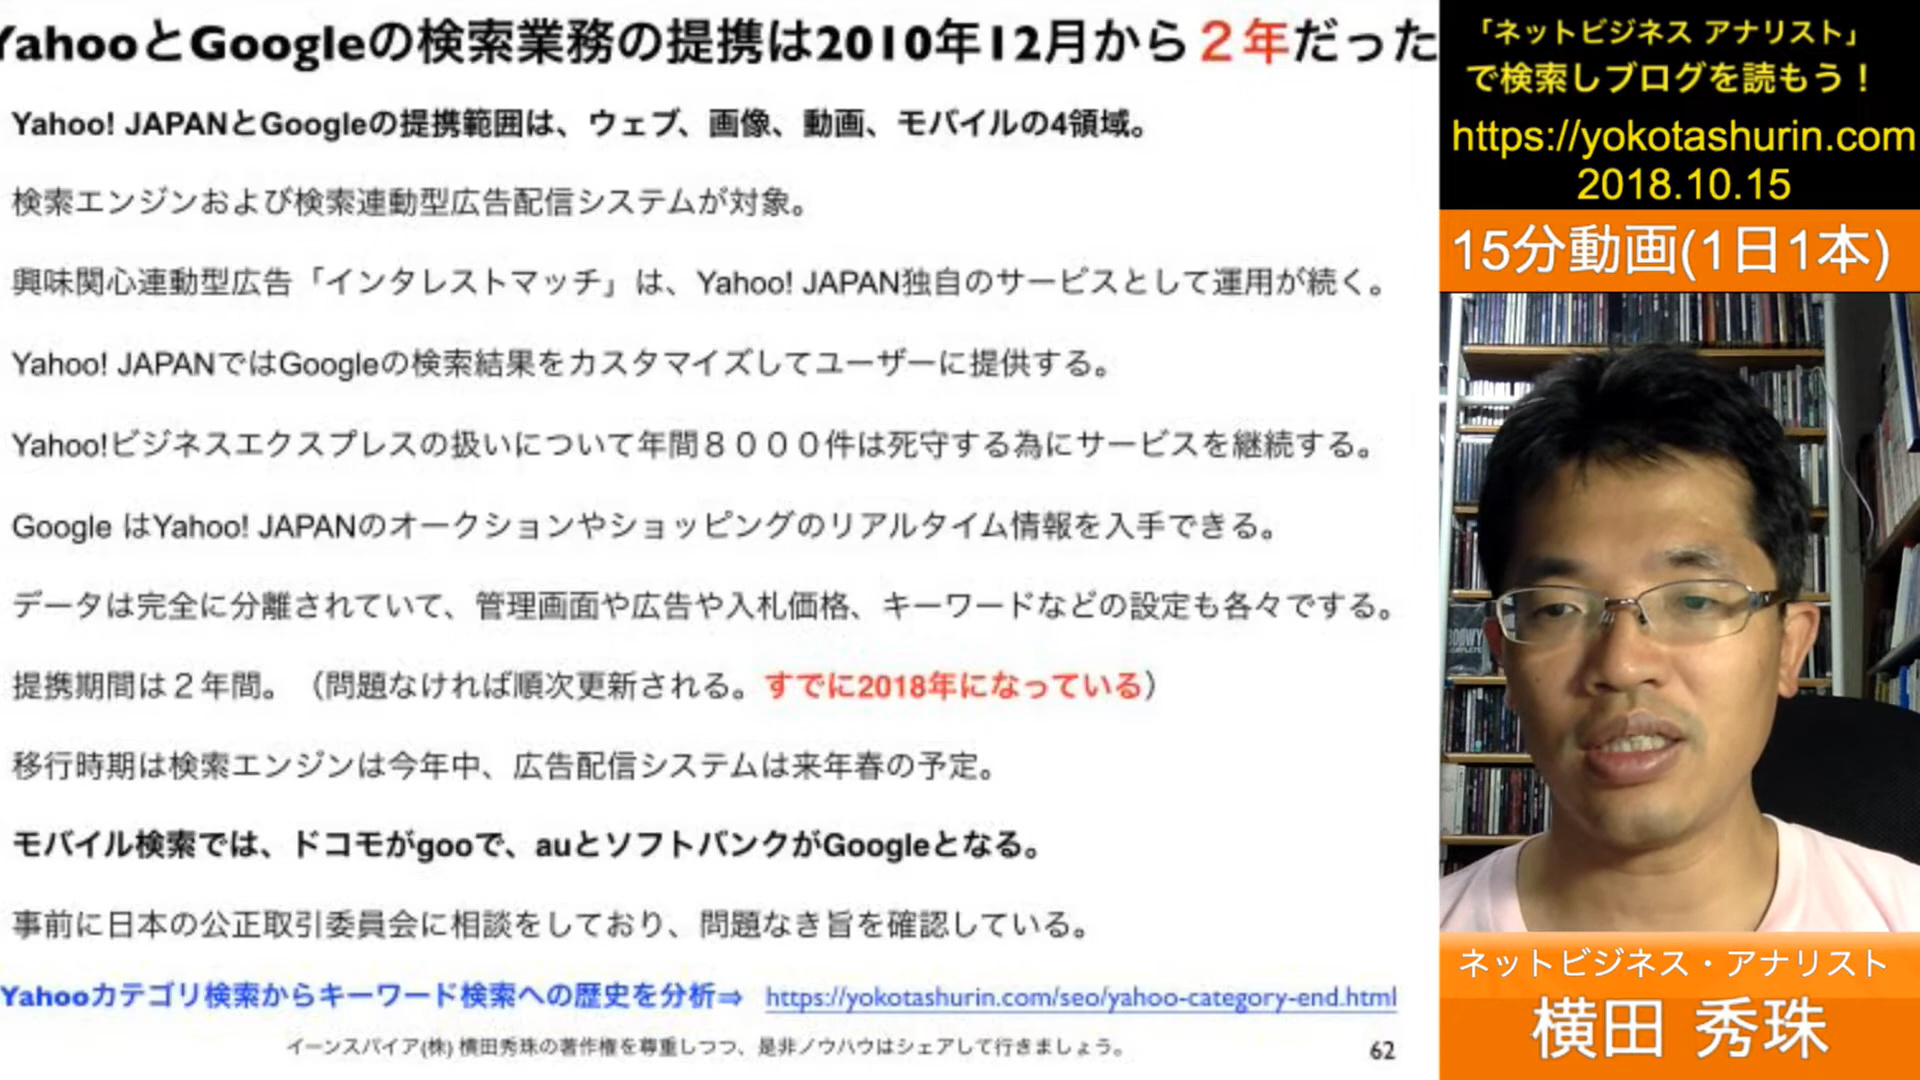 YahooとGoogleの検索業務の提携は2010年12月から２年だった
Yahoo! JAPANとGoogleの提携範囲は、ウェブ、画像、動画、モバイルの4領域。
検索エンジンおよび検索連動型広告配信システムが対象。
興味関心連動型広告「インタレストマッチ」は、Yahoo! JAPAN独自のサービスとして運用が続く。
Yahoo! JAPANではGoogleの検索結果をカスタマイズしてユーザーに提供する。
Yahoo!ビジネスエクスプレスの扱いについて年間８０００件は死守する為にサービスを継続する。
Google はYahoo! JAPANのオークションやショッピングのリアルタイム情報を入手できる。
データは完全に分離されていて、管理画面や広告や入札価格、キーワードなどの設定も各々でする。
提携期間は２年間。（問題なければ順次更新される。すでに2018年になっている）
移行時期は検索エンジンは今年中、広告配信システムは来年春の予定。
モバイル検索では、ドコモがgooで、auとソフトバンクがGoogleとなる。
事前に日本の公正取引委員会に相談をしており、問題なき旨を確認している。
Yahooカテゴリ検索からキーワード検索への歴史を分析⇒ https://yokotashurin.com/seo/yahoo-category-end.html
イーンスパイア(株) 横田秀珠の著作権を尊重しつつ、是非ノウハウはシェアして行きましょう。
62
「ネットビジネス アナリスト」
で検索しブログを読もう！
https://yokotashurin.com
2018.10.15
15分動画(1日1本)
ネットビジネス・アナリスト
横田 秀珠